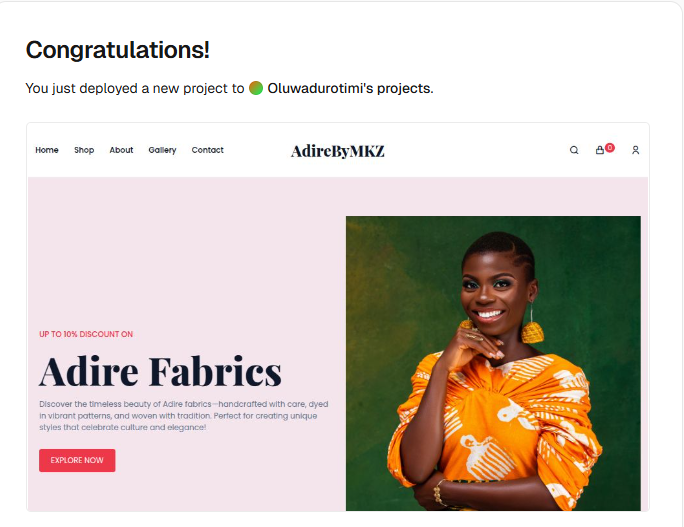 Congratulations!
You just deployed a new project to Oluwadurotimi's projects.
Home Shop About Gallery Contact AdireByMKZ 0
UP TO 10% DISCOUNT ON
Adire Fabrics
Discover the timeless beauty of Adire fabrics—handcrafted with care, dyed
in vibrant patterns, and woven with tradition. Perfect for creating unique
styles that celebrate culture and elegance!
EXPLORE NOW